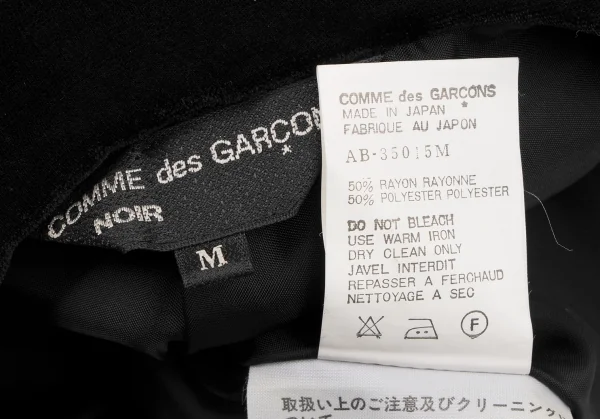 COMME des GARCON
NOIR
M
COMME des GARCONS
MADE IN JAPAN
FABRIQUE AU JAPON
AB-35015M
50% RAYON RAYONNE
50% POLYESTER POLYESTER
DO NOT BLEACH
USE WARM IRON
DRY CLEAN ONLY
JAVEL INTERDIT
REPASSER A FERCHAUD
NETTOYAGE A SEC
F
取扱い上のご注意及びクリーニング